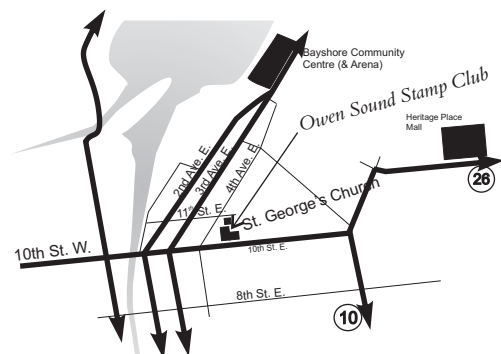 Bayshore Community
Centre (& Arena)
Owen Sound Stamp Club
Heritage Place
Mall
2nd Ave. E.
3rd Ave. E.
4th Ave. E.
26
11th St. E.
St. George's Church
10th St. W.
10th St. E.
8th St. E.
10